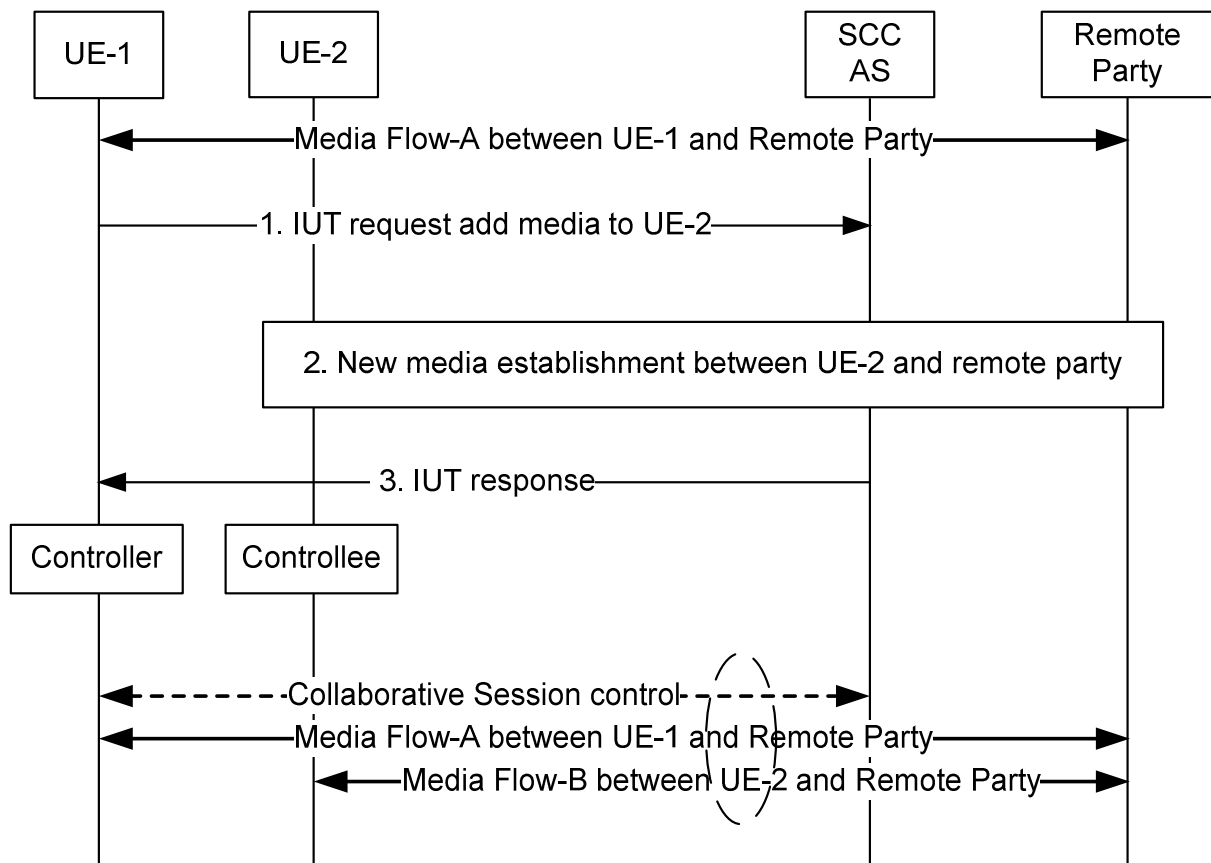 UE-1
UE-2
SCC
AS
Remote
Party
Media Flow-A between UE-1 and Remote Party
1. IUT request add media to UE-2
2. New media establishment between UE-2 and remote party
3. IUT response
Controller
Controllee
Collaborative Session control
Media Flow-A between UE-1 and Remote Party
Media Flow-B between UE-2 and Remote Party